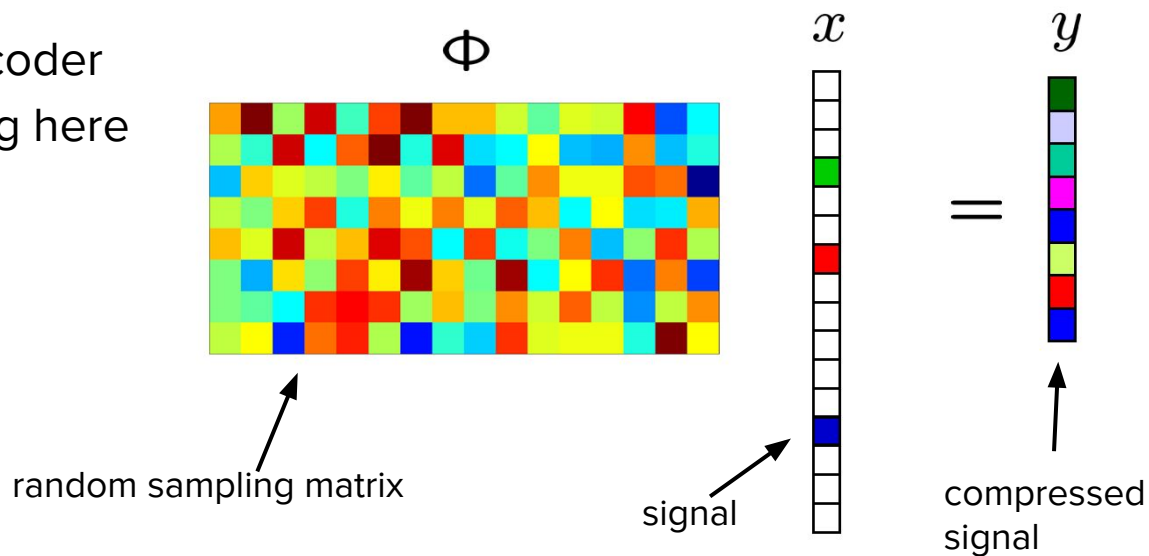 coder
g here
Φ
x
y
=
random sampling matrix
signal
compressed
signal